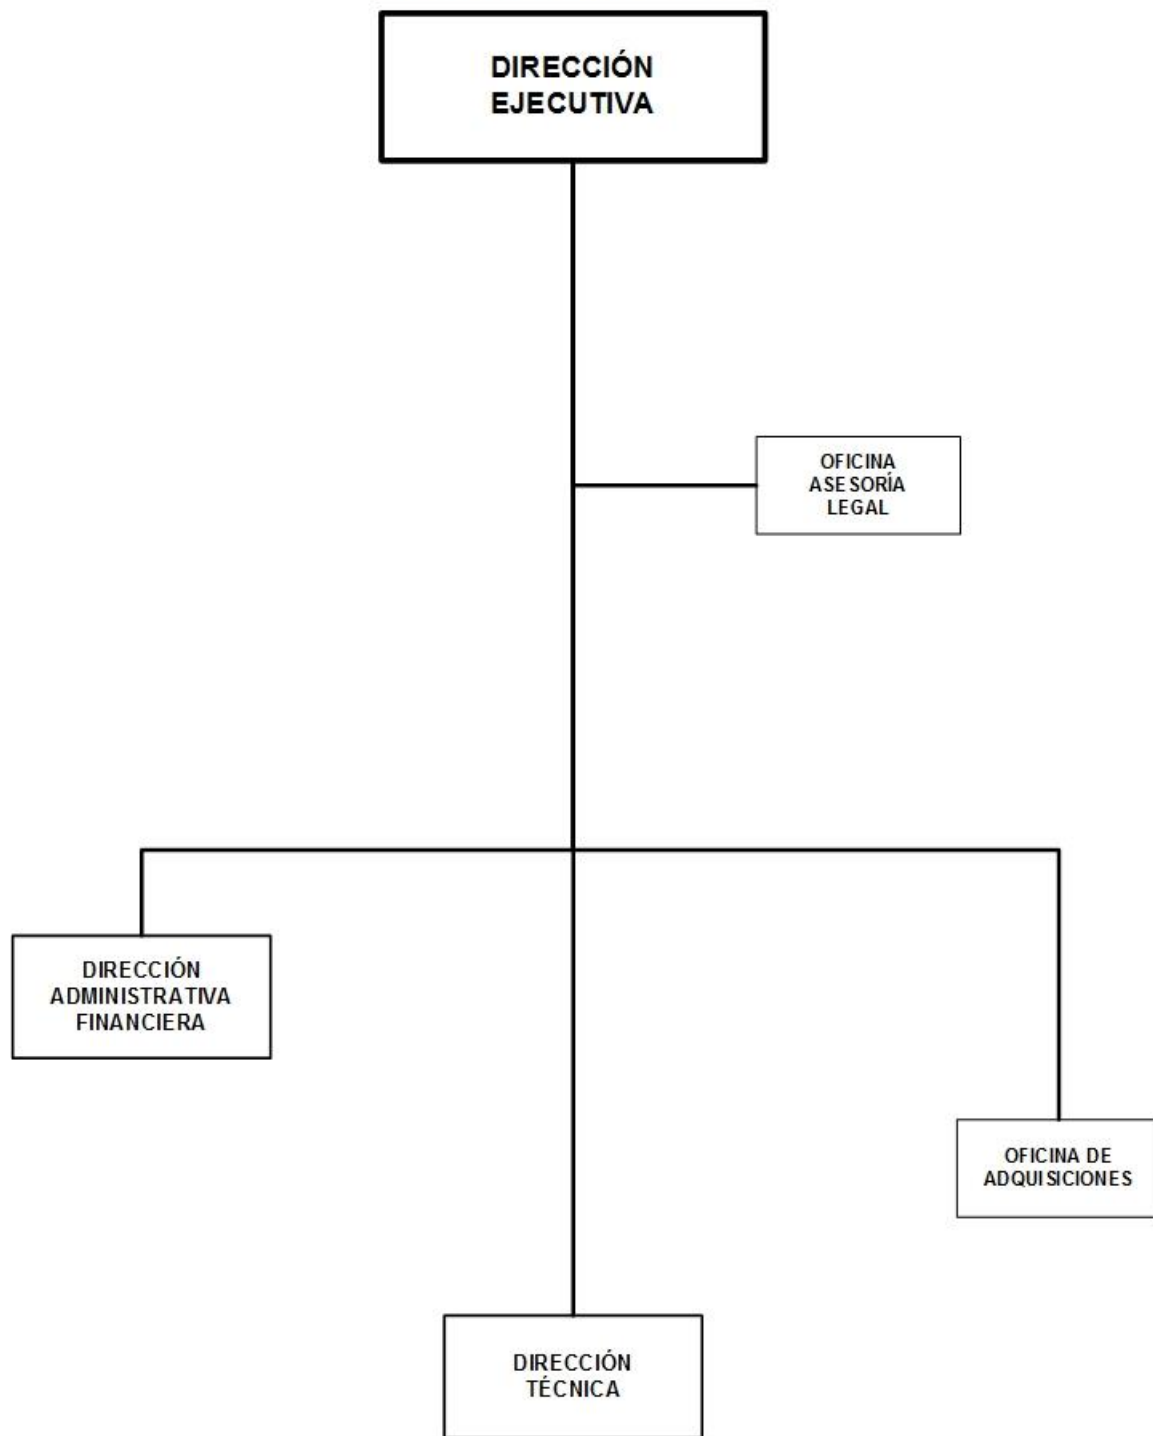 DIRECCIÓN
EJECUTIVA
OFICINA
ASESORÍA
LEGAL
DIRECCIÓN
ADMINISTRATIVA
FINANCIERA
OFICINA DE
ADQUISICIONES
DIRECCIÓN
TÉCNICA